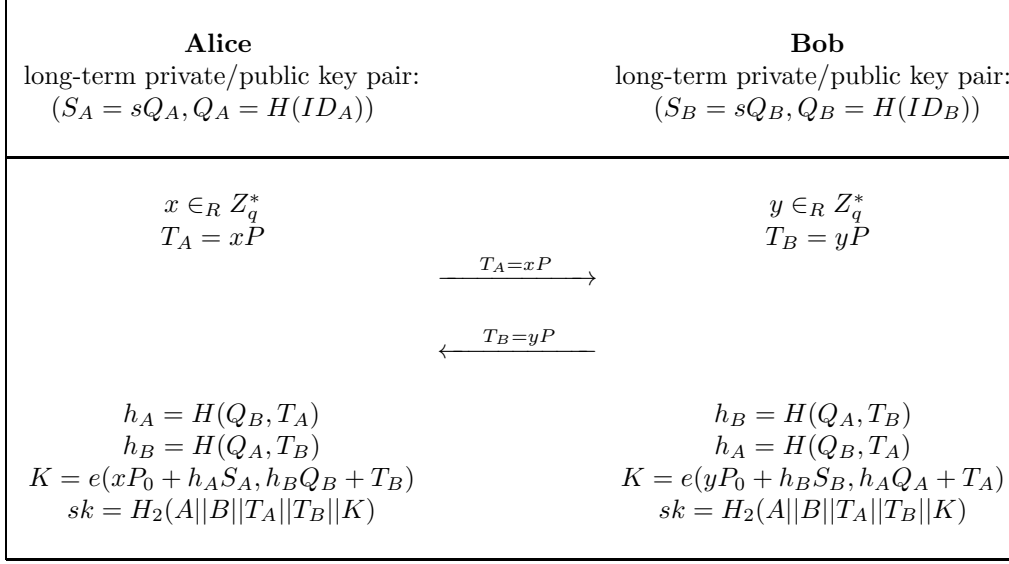 Alice Bob
long-term private/public key pair: long-term private/public key pair:
(S_A = sQ_A, Q_A = H(ID_A)) (S_B = sQ_B, Q_B = H(ID_B))
x ∈_R Z_q^* y ∈_R Z_q^*
T_A = xP T_B = yP
T_A=xP
T_B=yP
h_A = H(Q_B, T_A) h_B = H(Q_A, T_B)
h_B = H(Q_A, T_B) h_A = H(Q_B, T_A)
K = e(xP_0 + h_A S_A, h_B Q_B + T_B) K = e(yP_0 + h_B S_B, h_A Q_A + T_A)
sk = H_2(A||B||T_A||T_B||K) sk = H_2(A||B||T_A||T_B||K)